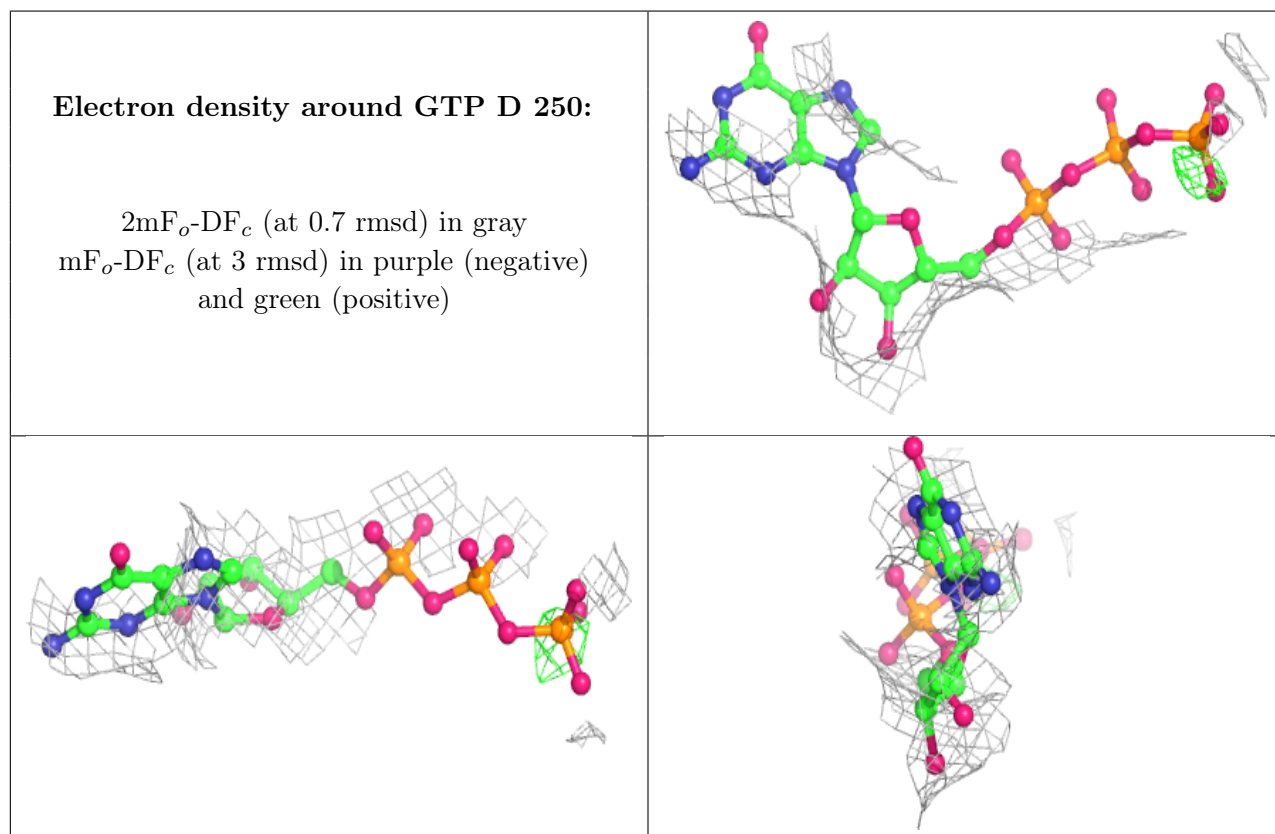 Electron density around GTP D 250:
2mFo-DFc (at 0.7 rmsd) in gray
mFo-DFc (at 3 rmsd) in purple (negative)
and green (positive)